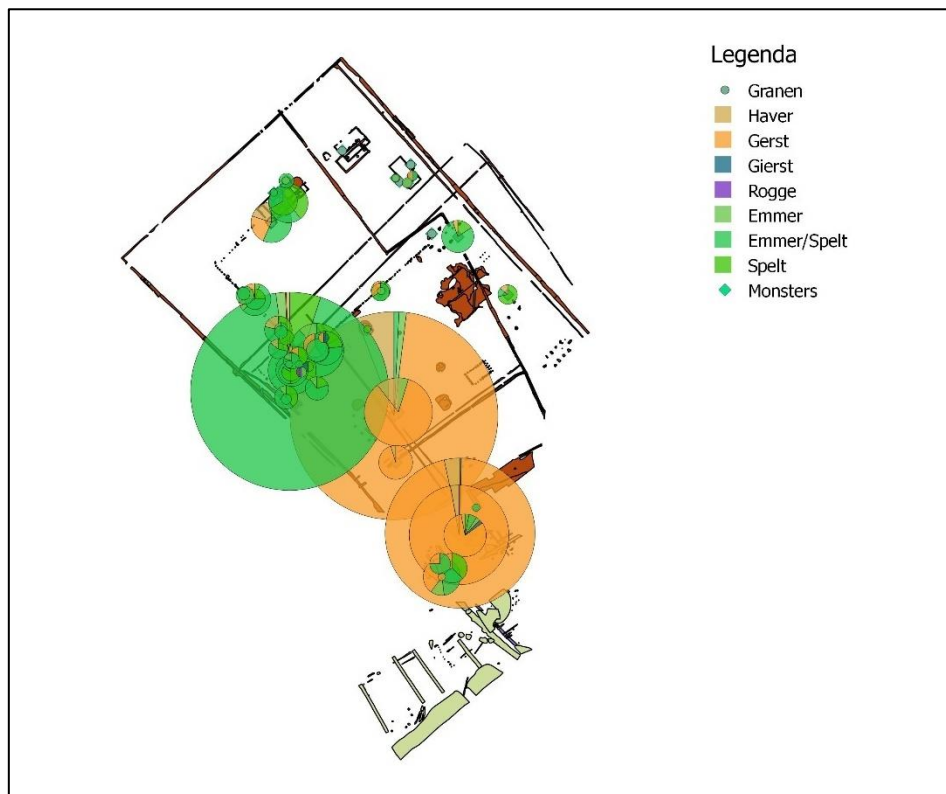 Legenda
Granen
Haver
Gerst
Gierst
Rogge
Emmer
Emmer/Spelt
Spelt
Monsters